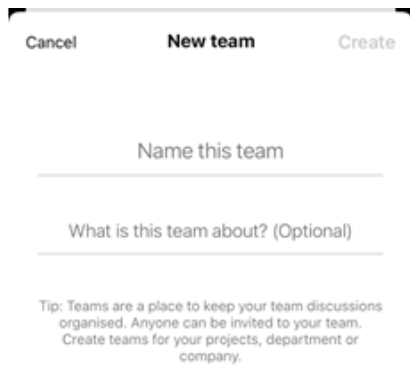 Cancel New team Create
Name this team
What is this team about? (Optional)
Tip: Teams are a place to keep your team discussions
organised. Anyone can be invited to your team.
Create teams for your projects, department or
company.